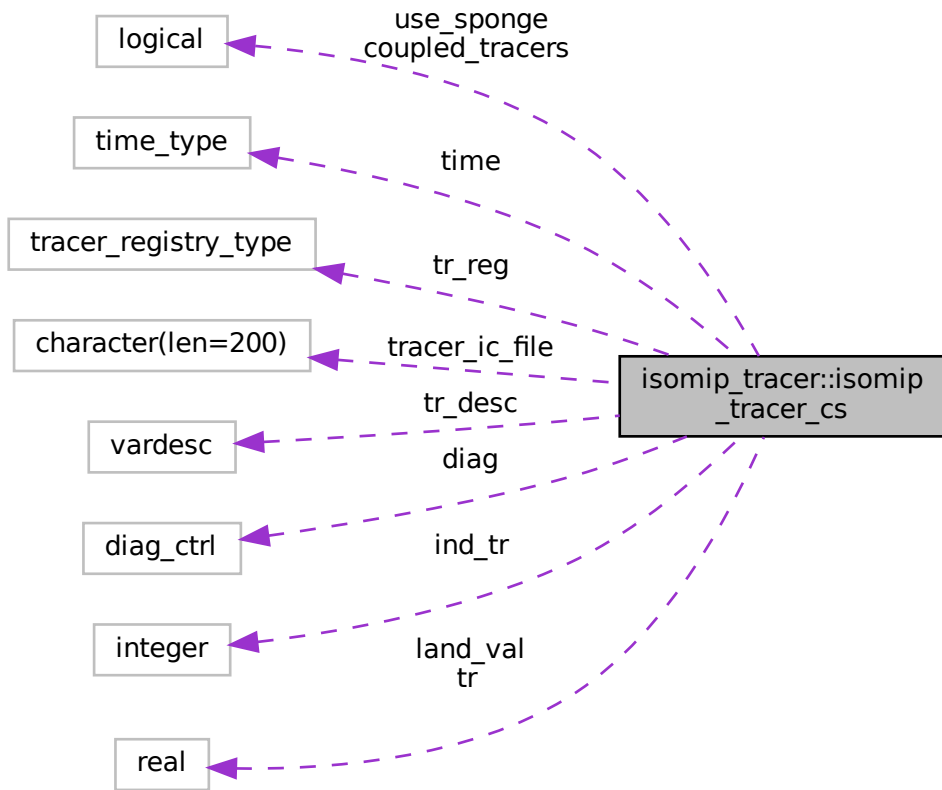 use_sponge
coupled_tracers
logical
time_type
time
tracer_registry_type
tr_reg
character(len=200)
tracer_ic_file
isomip_tracer::isomip
_tracer_cs
tr_desc
vardesc
diag
diag_ctrl
ind_tr
integer
land_val
tr
real